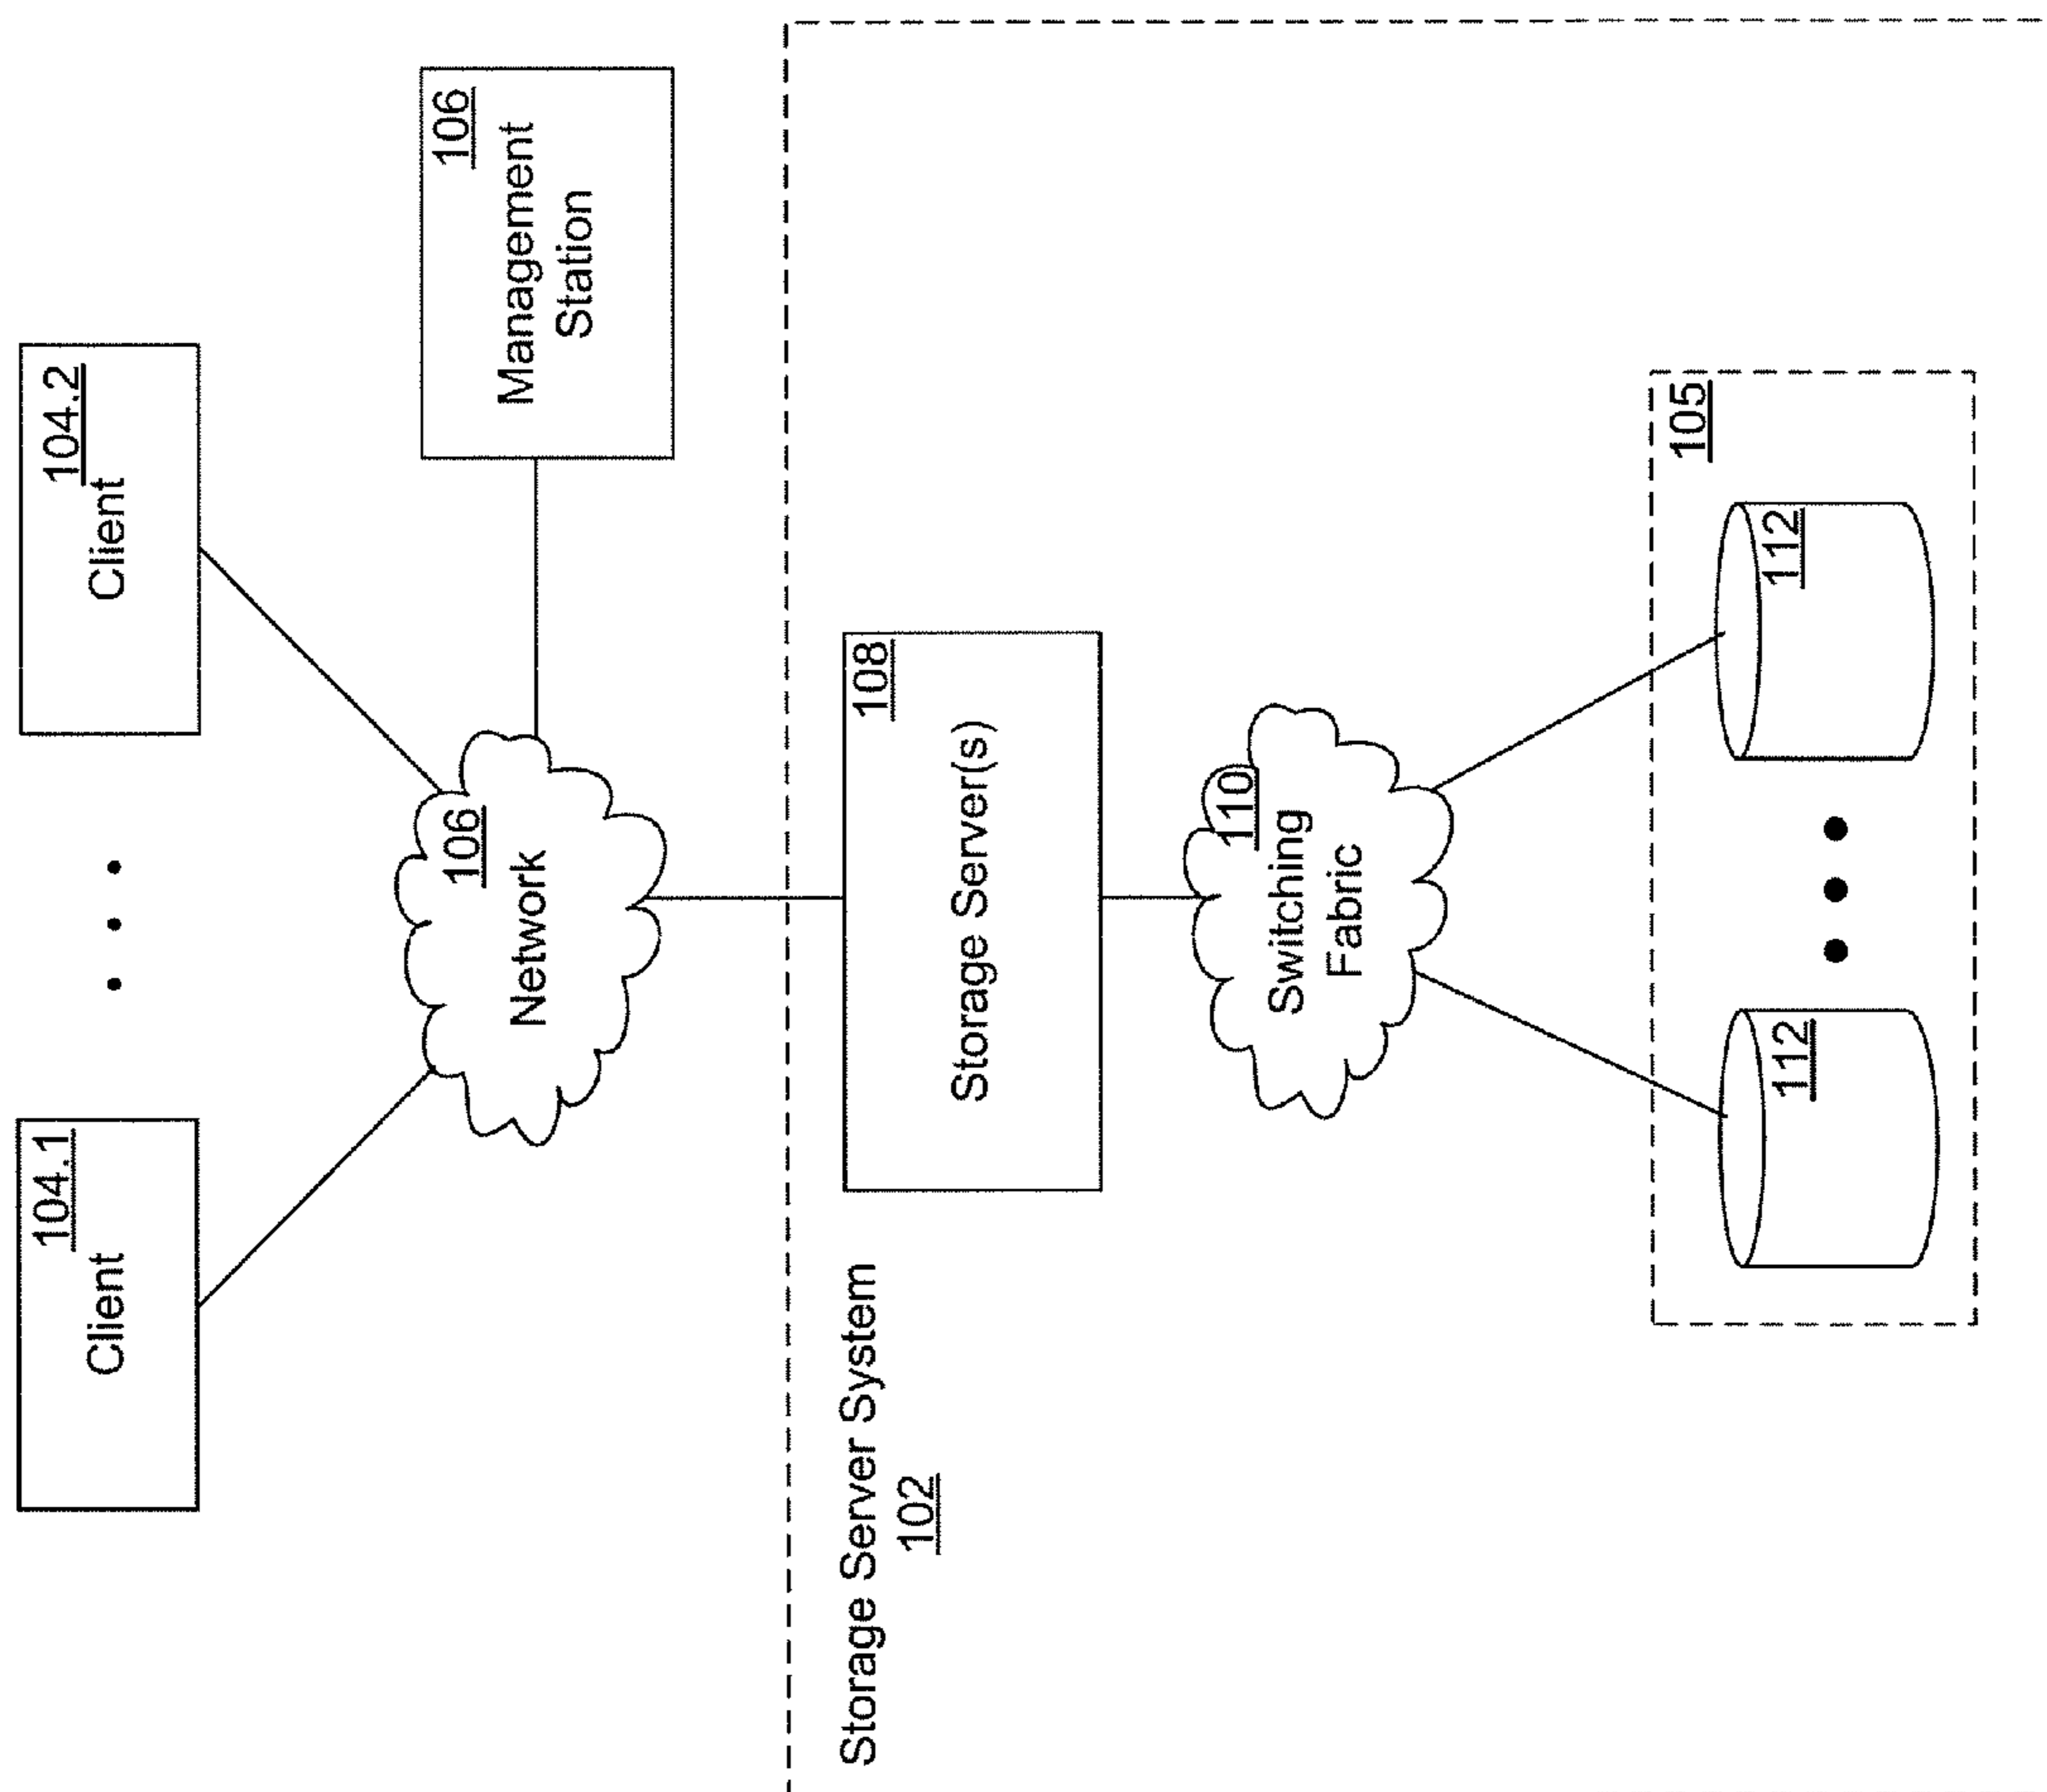 104.1
Client
104.2
Client
106
Network
106
Management
Station
Storage Server System
102
108
Storage Server(s)
110
Switching
Fabric
105
112
112